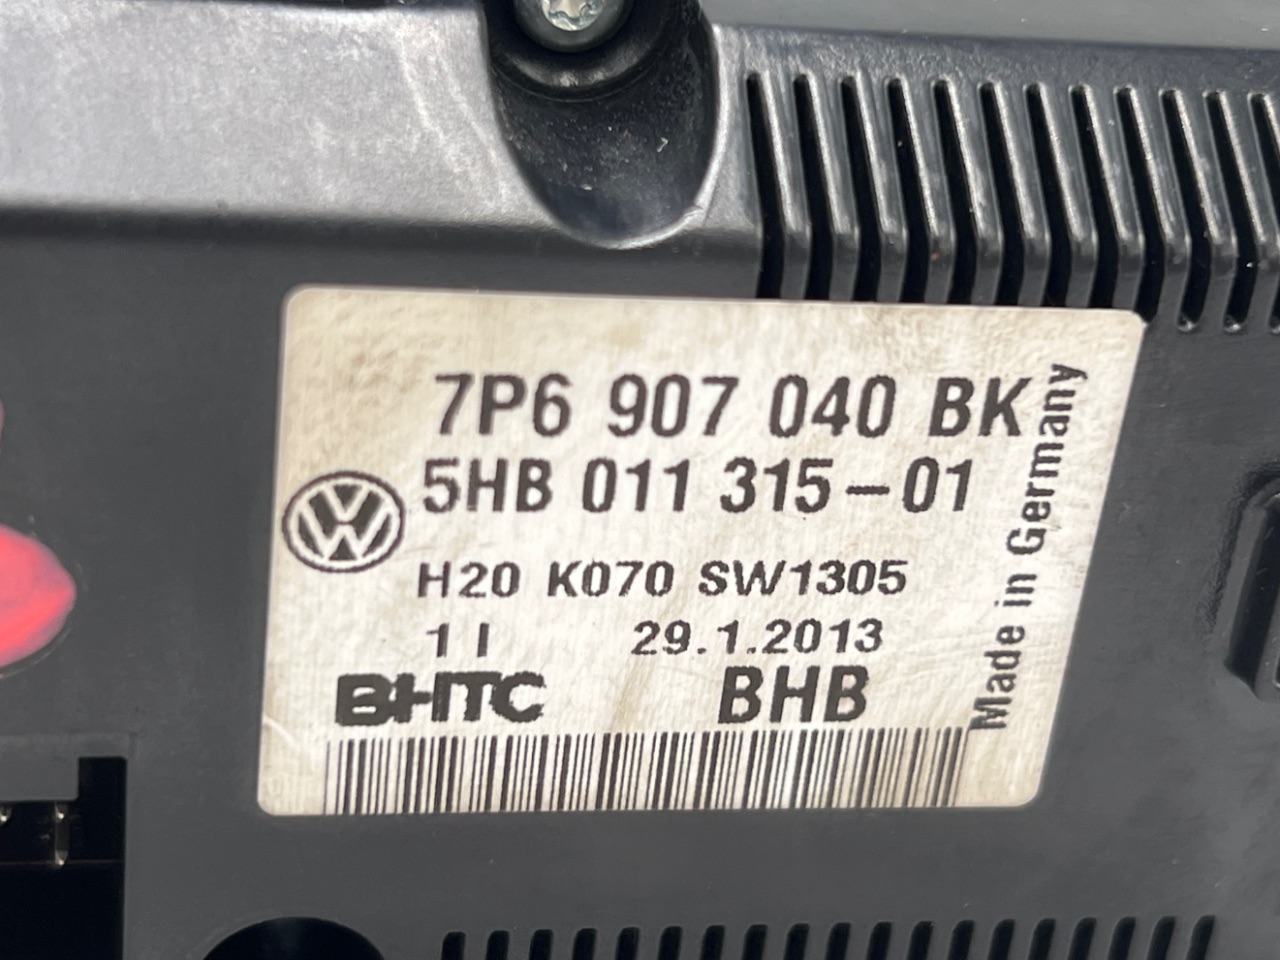 7P6 907 040 BK
5HB 011 315-01
H20 K070 SW1305
1 I 29.1.2013
BHTC BHB
Made in Germany